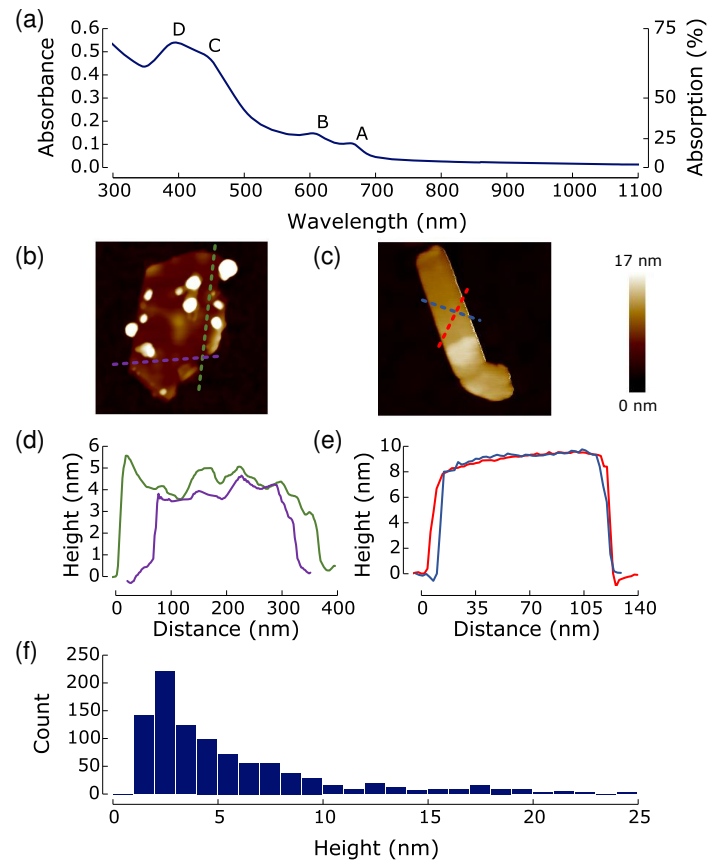 (a)
D
C
B
A
Absorbance
0.6
0.5
0.4
0.3
0.2
0.1
0.0
75
50
25
0
Absorption (%)
300 400 500 600 700 800 900 1000 1100
Wavelength (nm)
(b)
(c)
17 nm
0 nm
(d)
Height (nm)
6
5
4
3
2
1
0
0 100 200 300 400
Distance (nm)
(e)
Height (nm)
10
8
6
4
2
0
0 35 70 105 140
Distance (nm)
(f)
Count
250
200
150
100
50
0
0 5 10 15 20 25
Height (nm)